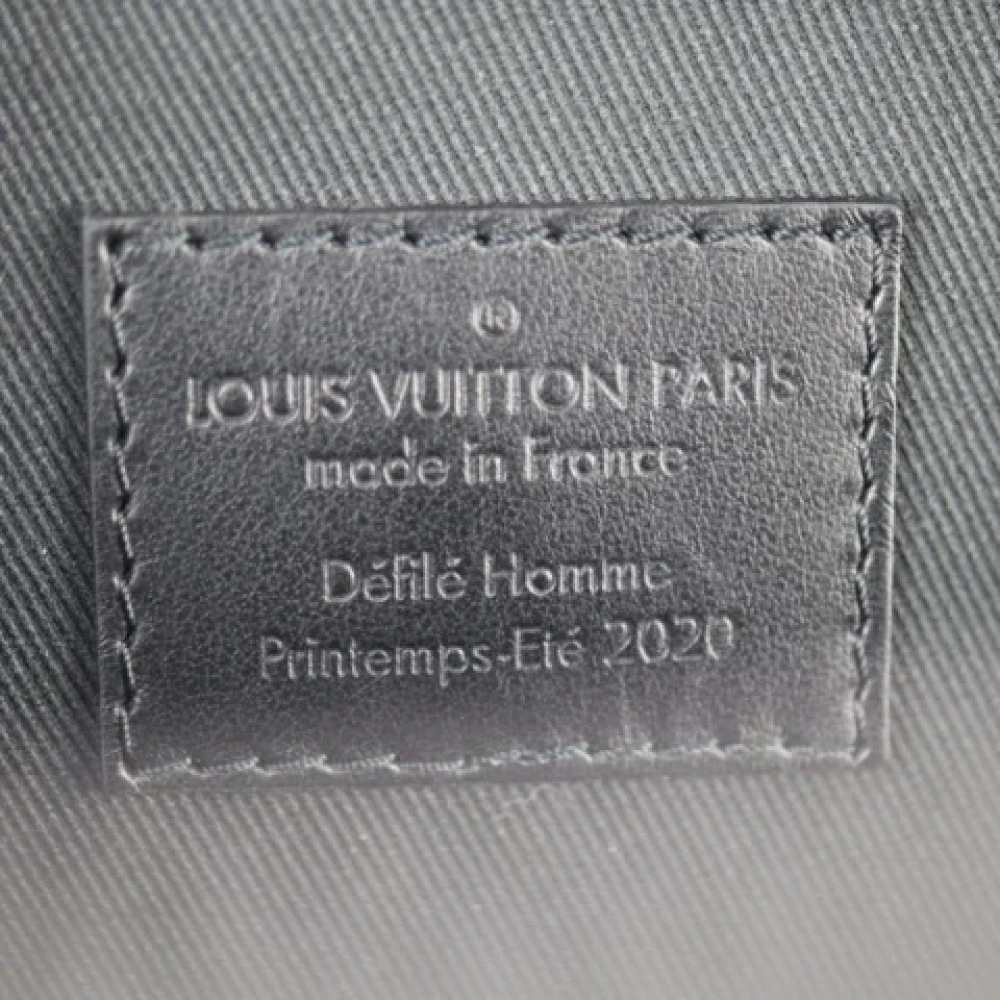 ®
LOUIS VUITTON PARIS
made in France
Défilé Homme
Printemps-Eté 2020